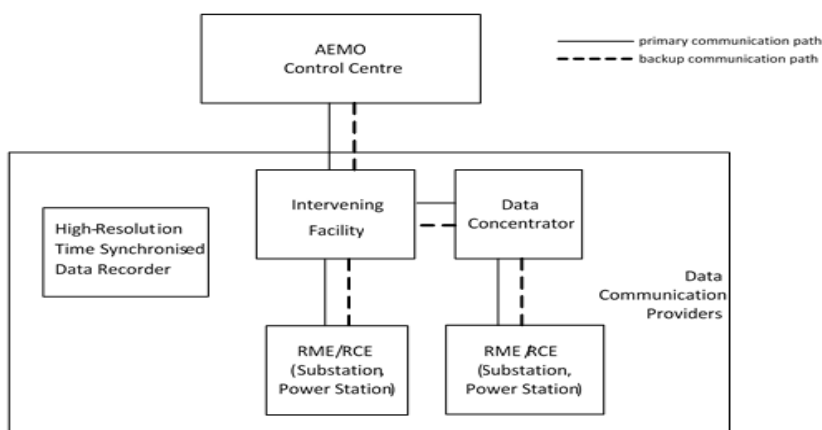 AEMO
Control Centre
primary communication path
backup communication path
Intervening
Facility
Data
Concentrator
High-Resolution
Time Synchronised
Data Recorder
Data
Communication
Providers
RME/RCE
(Substation,
Power Station)
RME/RCE
(Substation,
Power Station)